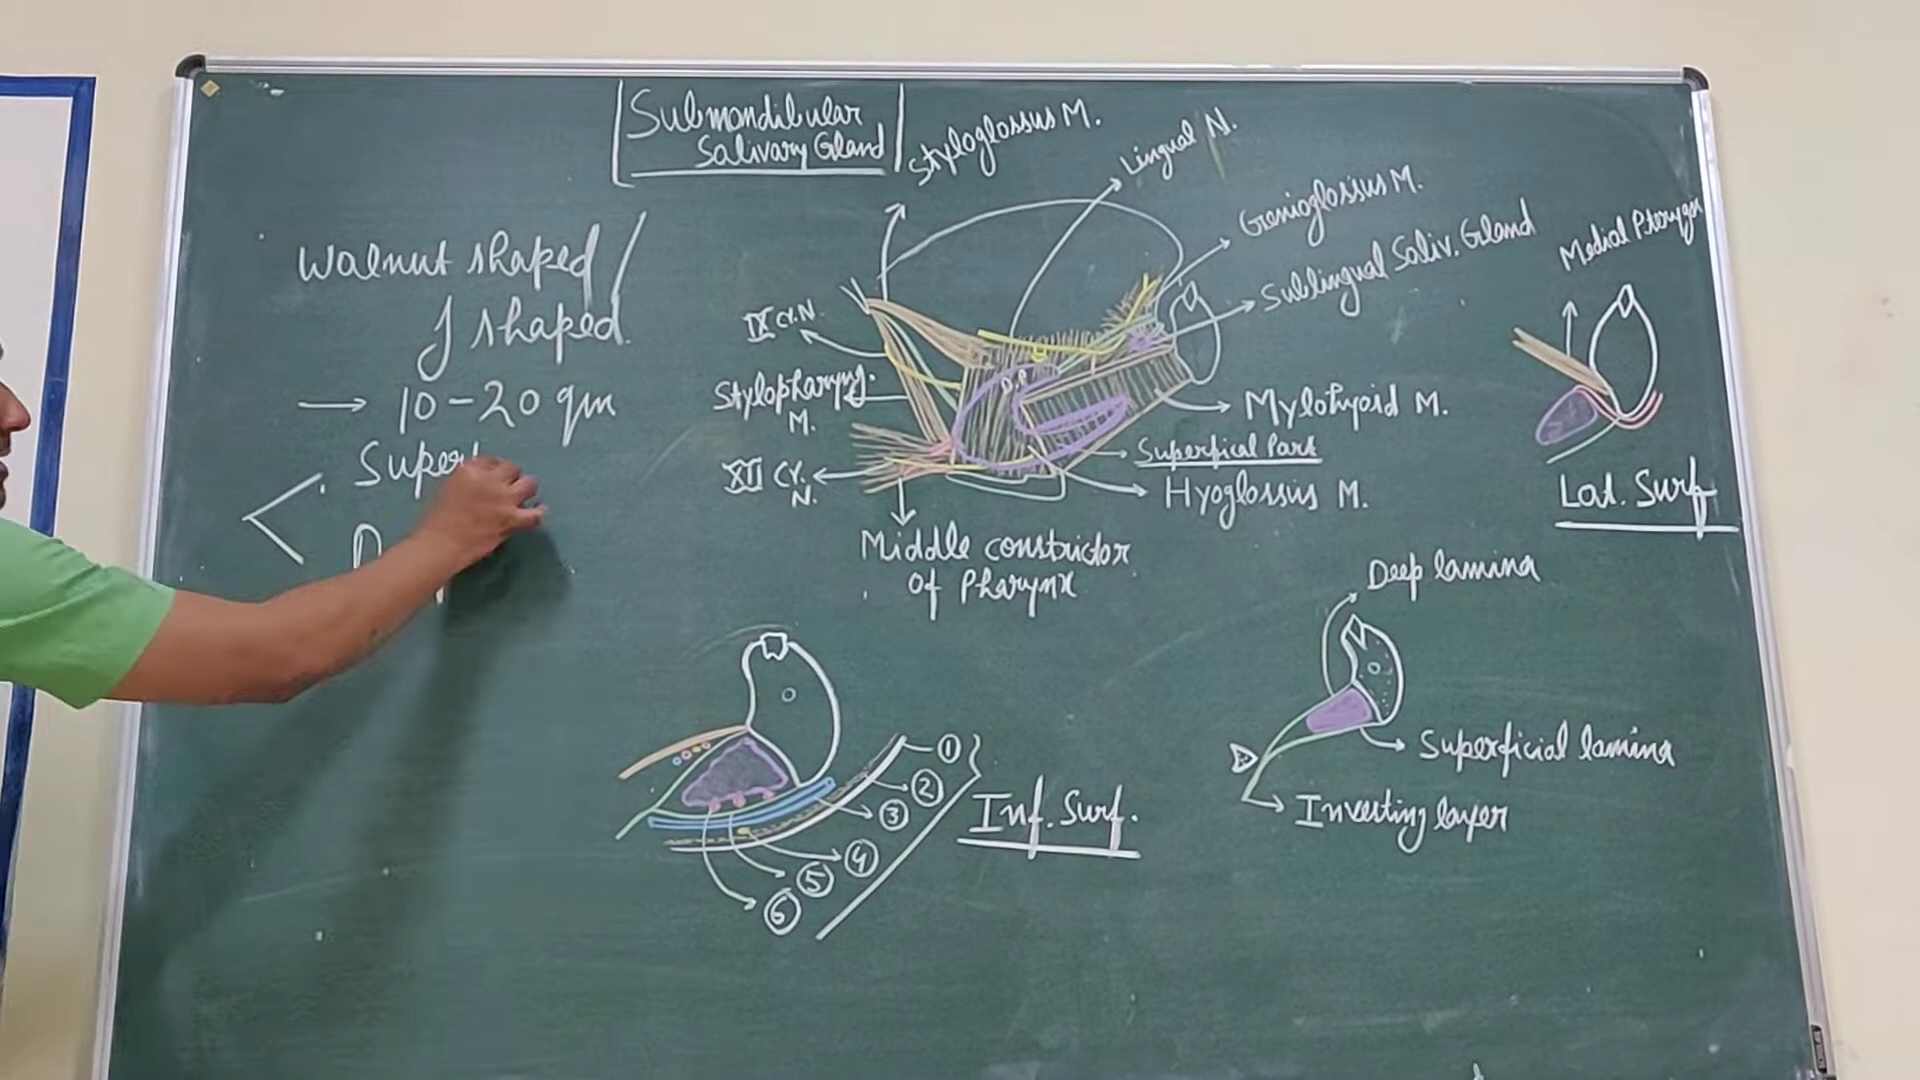 Submandibular
Salivary Gland
Styloglossus M.
Lingual N.
Genioglossus M.
Sublingual Saliv. Gland
Medial Pterygo
Walnut shaped/
J shaped
→ 10-20 gm
IX Cr.N.
Stylopharyng.
M.
XII Cr.
N.
D.P
Mylohyoid M.
Superfical Part
Hyoglossus M.
Middle constrictor
of Pharynx
Lat. Surf
Deep lamina
Superficial lamina
Investing layer
1
2
3
4
5
6
Inf. Surf.